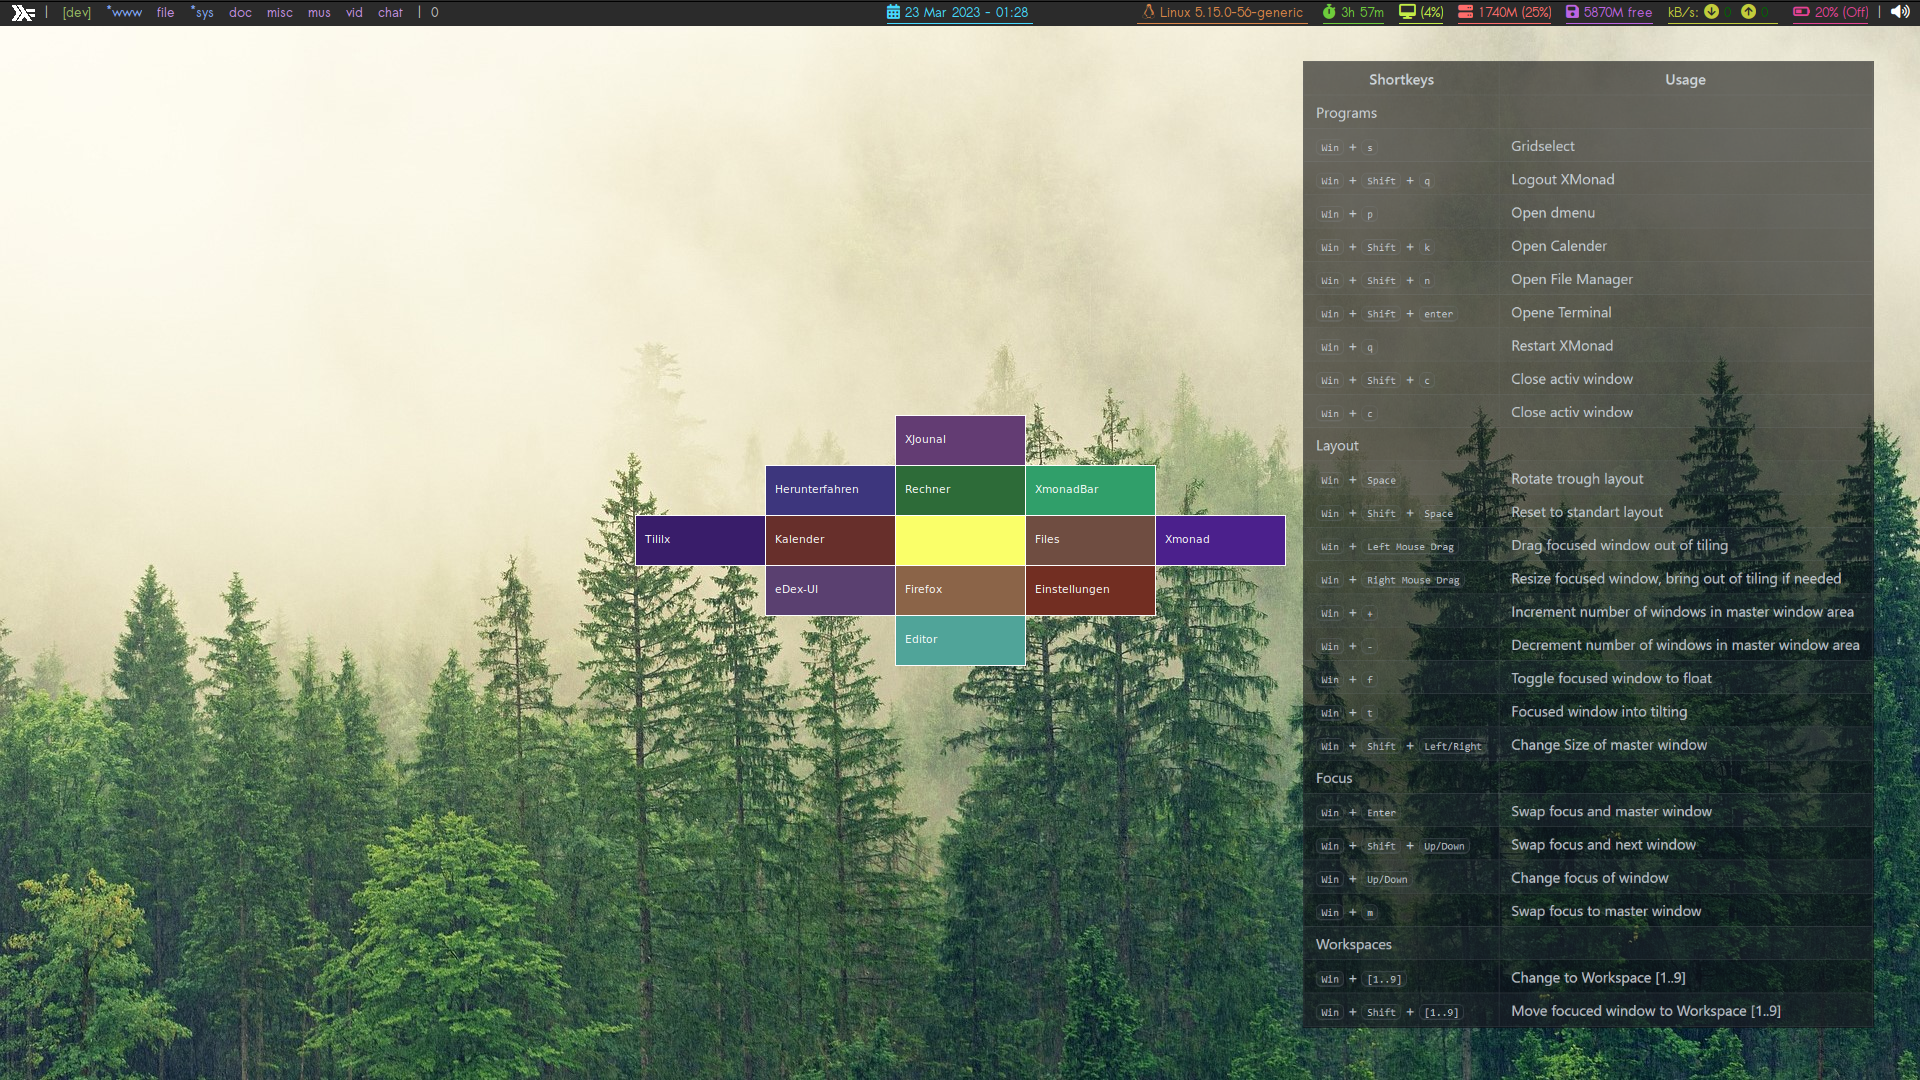 | [dev] *www file *sys doc misc mus vid chat | 0
23 Mar 2023 - 01:28
Linux 5.15.0-56-generic 3h 57m (4%) 1740M (25%) 5870M free kB/s: 0 0 20% (Off) |
XJounal
Herunterfahren Rechner XmonadBar
Tililx Kalender Files Xmonad
eDex-UI Firefox Einstellungen
Editor
Shortkeys Usage
Programs
Win + s Gridselect
Win + Shift + q Logout XMonad
Win + p Open dmenu
Win + Shift + k Open Calender
Win + Shift + n Open File Manager
Win + Shift + enter Opene Terminal
Win + q Restart XMonad
Win + Shift + c Close activ window
Win + c Close activ window
Layout
Win + Space Rotate trough layout
Win + Shift + Space Reset to standart layout
Win + Left Mouse Drag Drag focused window out of tiling
Win + Right Mouse Drag Resize focused window, bring out of tiling if needed
Win + + Increment number of windows in master window area
Win + - Decrement number of windows in master window area
Win + f Toggle focused window to float
Win + t Focused window into tilting
Win + Shift + Left/Right Change Size of master window
Focus
Win + Enter Swap focus and master window
Win + Shift + Up/Down Swap focus and next window
Win + Up/Down Change focus of window
Win + m Swap focus to master window
Workspaces
Win + [1..9] Change to Workspace [1..9]
Win + Shift + [1..9] Move focuced window to Workspace [1..9]